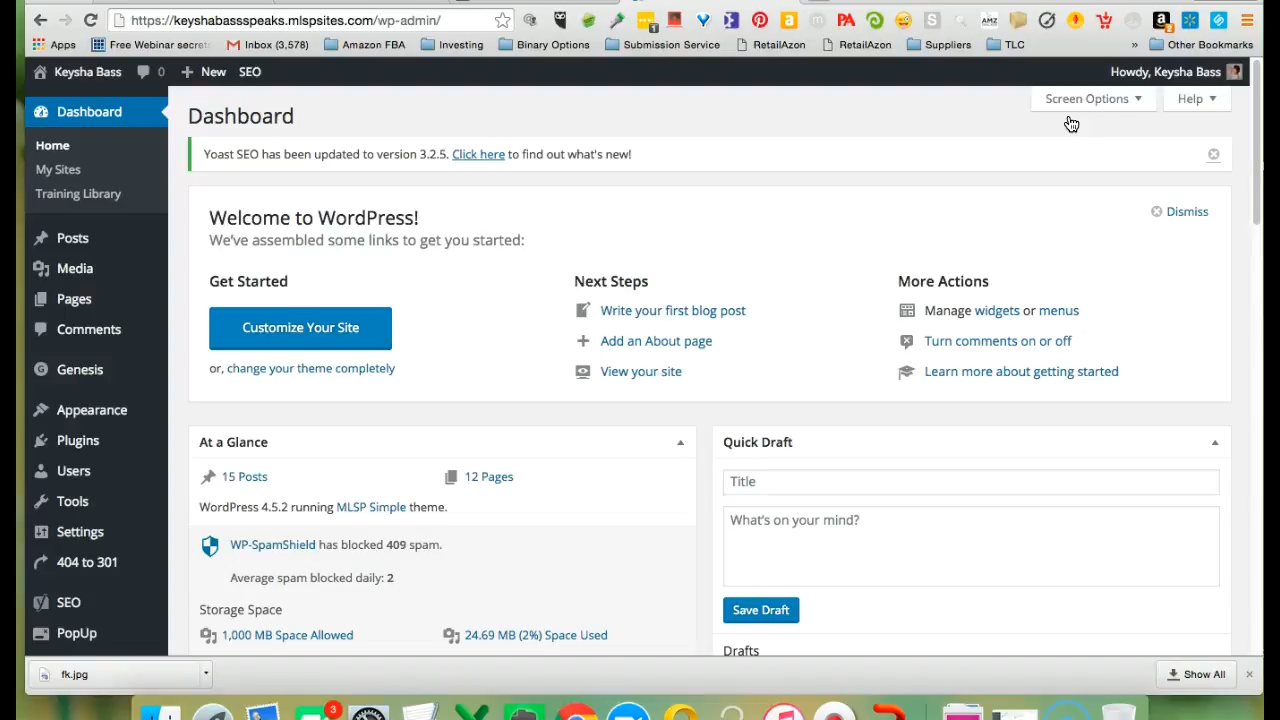 https://keyshabassspeaks.mlspsites.com/wp-admin/
Apps Free Webinar secret Inbox (3,578) Amazon FBA Investing Binary Options Submission Service RetailAzon RetailAzon Suppliers TLC » Other Bookmarks
Keysha Bass 0 New SEO Howdy, Keysha Bass
Screen Options Help
Dashboard
Home
My Sites
Training Library
Posts
Media
Pages
Comments
Genesis
Appearance
Plugins
Users
Tools
Settings
404 to 301
SEO
PopUp
Dashboard
Yoast SEO has been updated to version 3.2.5. Click here to find out what's new!
Welcome to WordPress!
Dismiss
We've assembled some links to get you started:
Get Started
Customize Your Site
or, change your theme completely
Next Steps
Write your first blog post
Add an About page
View your site
More Actions
Manage widgets or menus
Turn comments on or off
Learn more about getting started
At a Glance
15 Posts 12 Pages
WordPress 4.5.2 running MLSP Simple theme.
WP-SpamShield has blocked 409 spam.
Average spam blocked daily: 2
Storage Space
1,000 MB Space Allowed 24.69 MB (2%) Space Used
Quick Draft
Title
What's on your mind?
Save Draft
Drafts
fk.jpg Show All
3